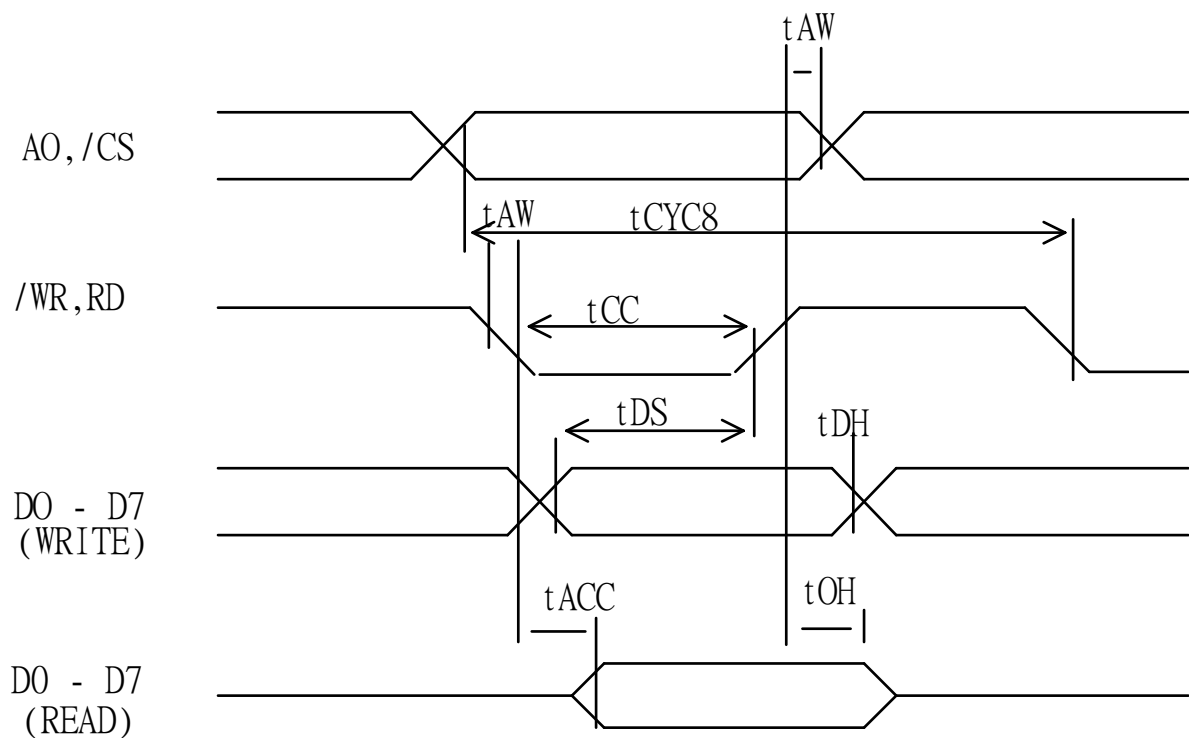 tAW
AO,/CS
tAW
tCYC8
/WR,RD
tCC
tDS
tDH
DO - D7
(WRITE)
tACC
tOH
DO - D7
(READ)